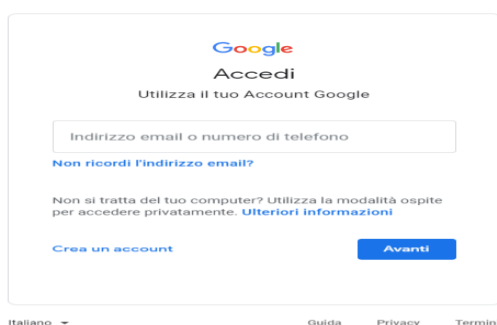 Google
Accedi
Utilizza il tuo Account Google
Indirizzo email o numero di telefono
Non ricordi l'indirizzo email?
Non si tratta del tuo computer? Utilizza la modalità ospite
per accedere privatamente. Ulteriori informazioni
Crea un account Avanti
Italiano Guida Privacy Termin